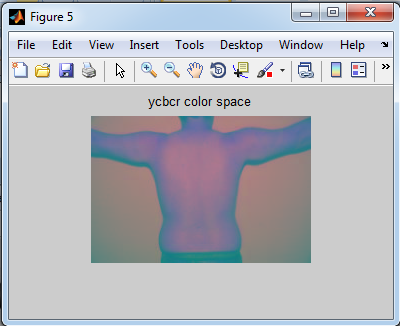 Figure 5
File Edit View Insert Tools Desktop Window Help
ycbcr color space